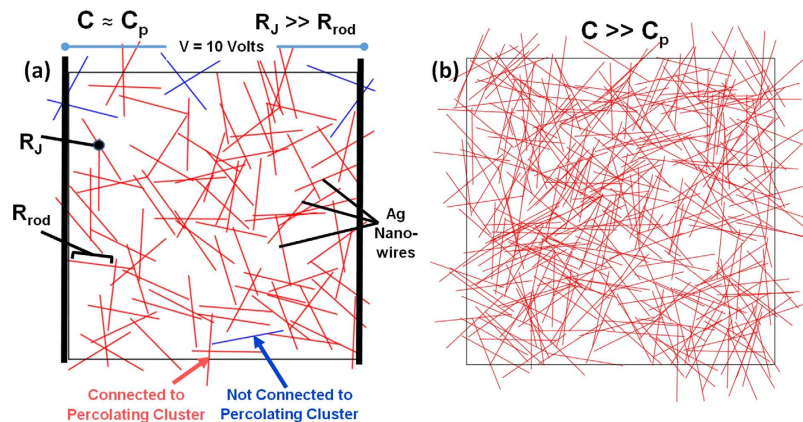 C ≈ Cp
RJ >> Rrod
V = 10 Volts
(a)
RJ
Rrod
Ag
Nano-
wires
Connected to
Percolating Cluster
Not Connected to
Percolating Cluster
C >> Cp
(b)